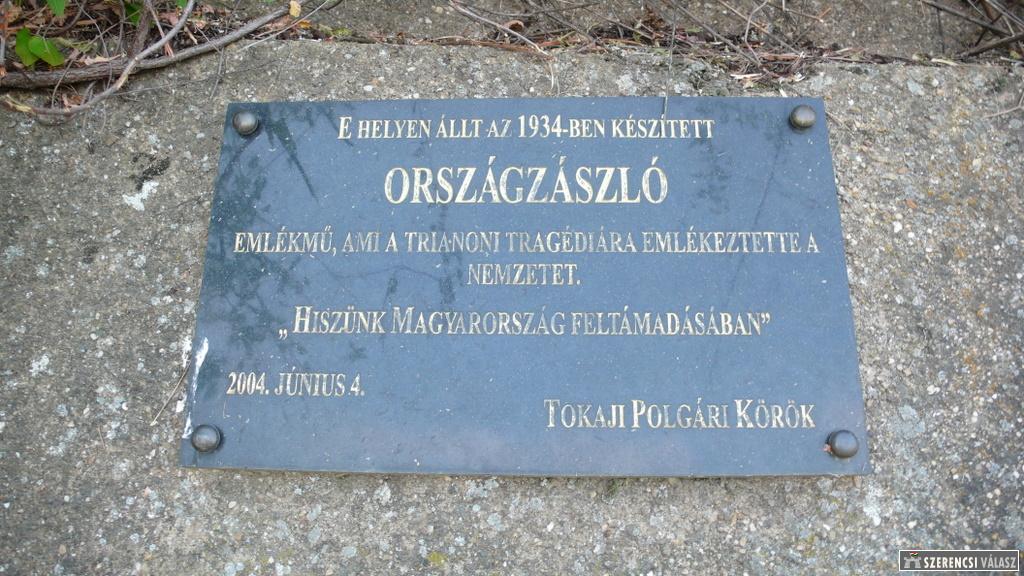 E HELYEN ÁLLT AZ 1934-BEN KÉSZÍTETT
ORSZÁGZÁSZLÓ
EMLÉKMŰ, AMI A TRIANONI TRAGÉDIÁRA EMLÉKEZTETTE A
NEMZETET.
„HISZÜNK MAGYARORSZÁG FELTÁMADÁSÁBAN”
2004. JÚNIUS 4.
TOKAJI POLGÁRI KÖRÖK
SZERENCSI VÁLASZ